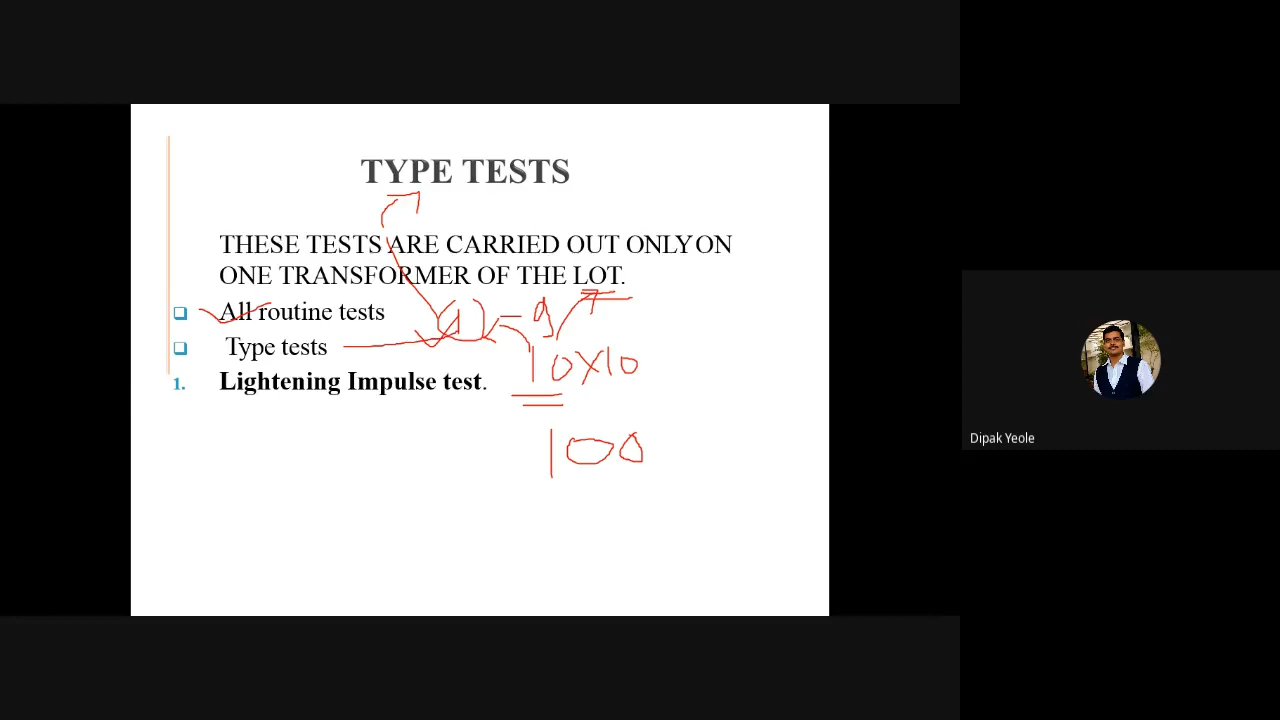 TYPE TESTS
THESE TESTS ARE CARRIED OUT ONLY ON
ONE TRANSFORMER OF THE LOT.
All routine tests
Type tests
1. Lightening Impulse test.
10x10
100
Dipak Yeole